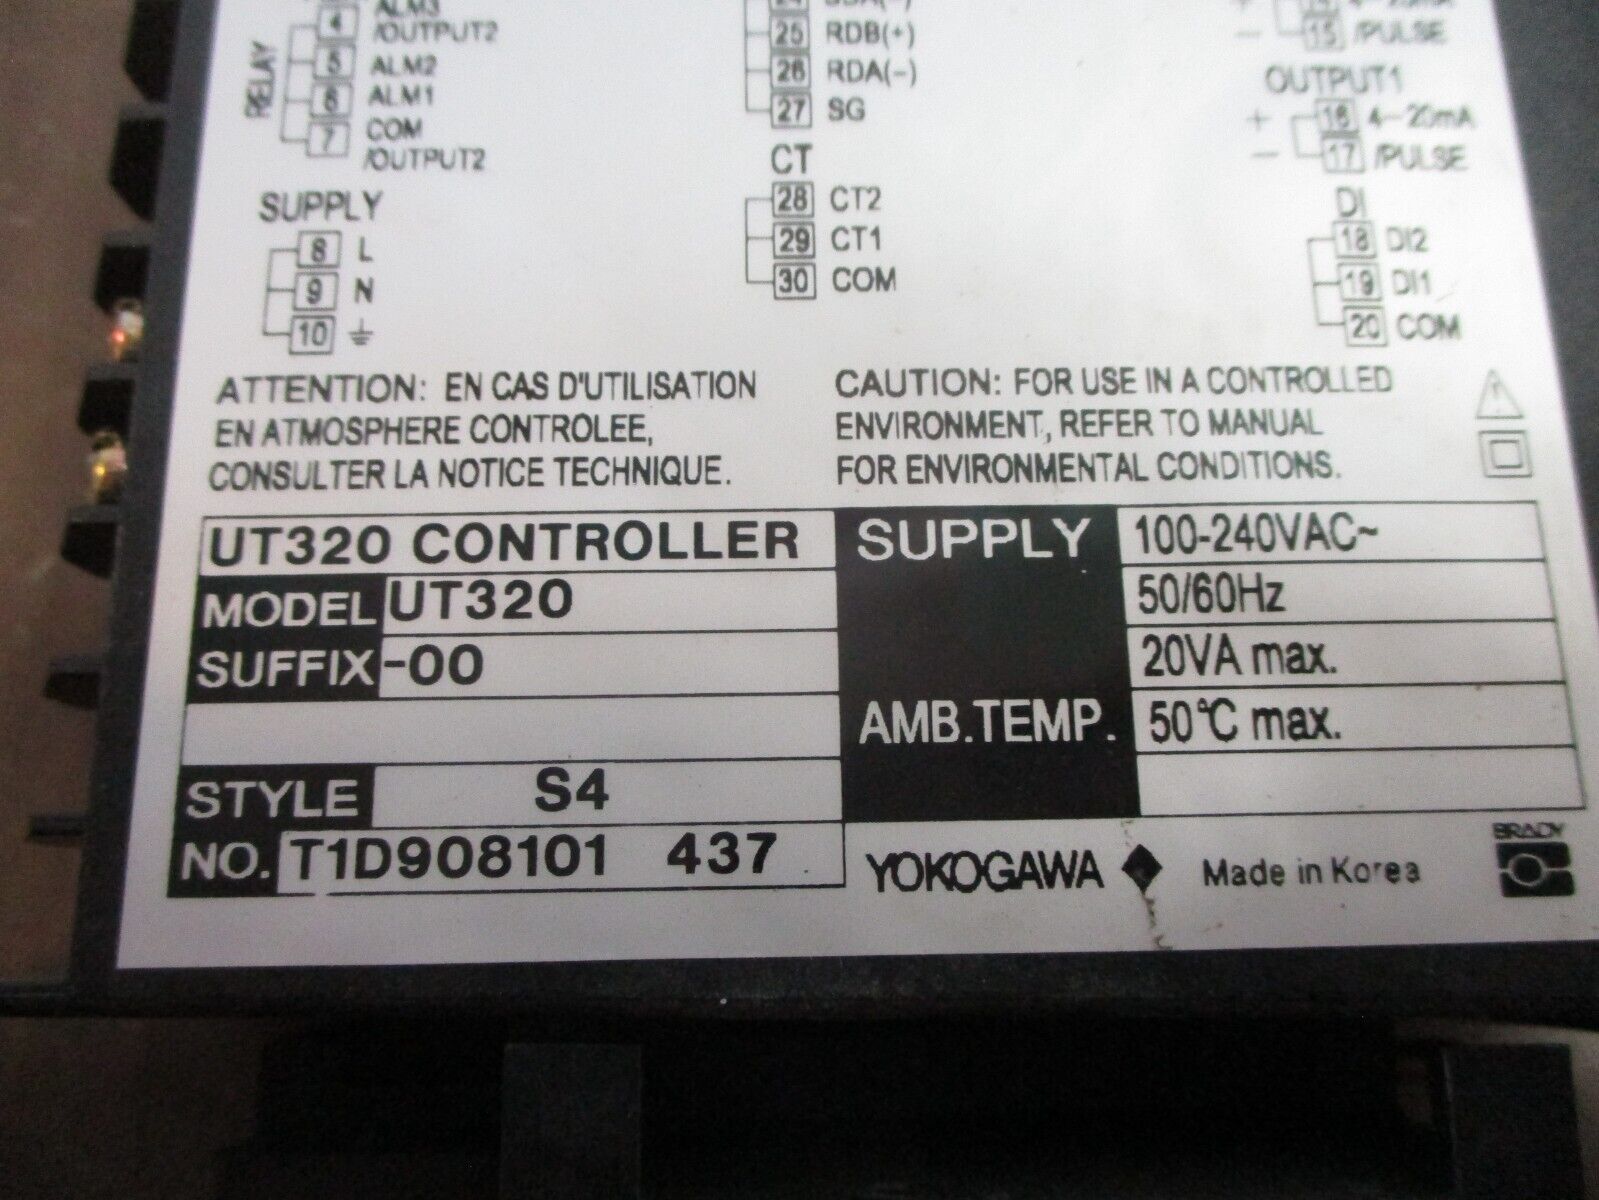 ALM3
4 /OUTPUT2
5 ALM2
6 ALM1
7 COM
/OUTPUT2
RELAY
SUPPLY
8 L
9 N
10
25 RDB(+)
26 RDA(-)
27 SG
CT
28 CT2
29 CT1
30 COM
15 /PULSE
OUTPUT1
+ 16 4-20mA
- 17 /PULSE
DI
18 DI2
19 DI1
20 COM
ATTENTION: EN CAS D'UTILISATION
EN ATMOSPHERE CONTROLEE,
CONSULTER LA NOTICE TECHNIQUE.
CAUTION: FOR USE IN A CONTROLLED
ENVIRONMENT, REFER TO MANUAL
FOR ENVIRONMENTAL CONDITIONS.
UT320 CONTROLLER
MODEL UT320
SUFFIX -00
STYLE S4
NO. T1D908101 437
SUPPLY 100-240VAC~
50/60Hz
20VA max.
AMB.TEMP. 50°C max.
YOKOGAWA Made in Korea
BRADY